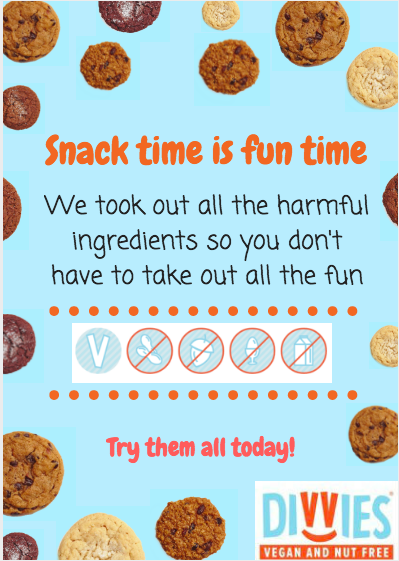 Snack time is fun time
We took out all the harmful
ingredients so you don't
have to take out all the fun
V
Try them all today!
DIVVIES®
VEGAN AND NUT FREE